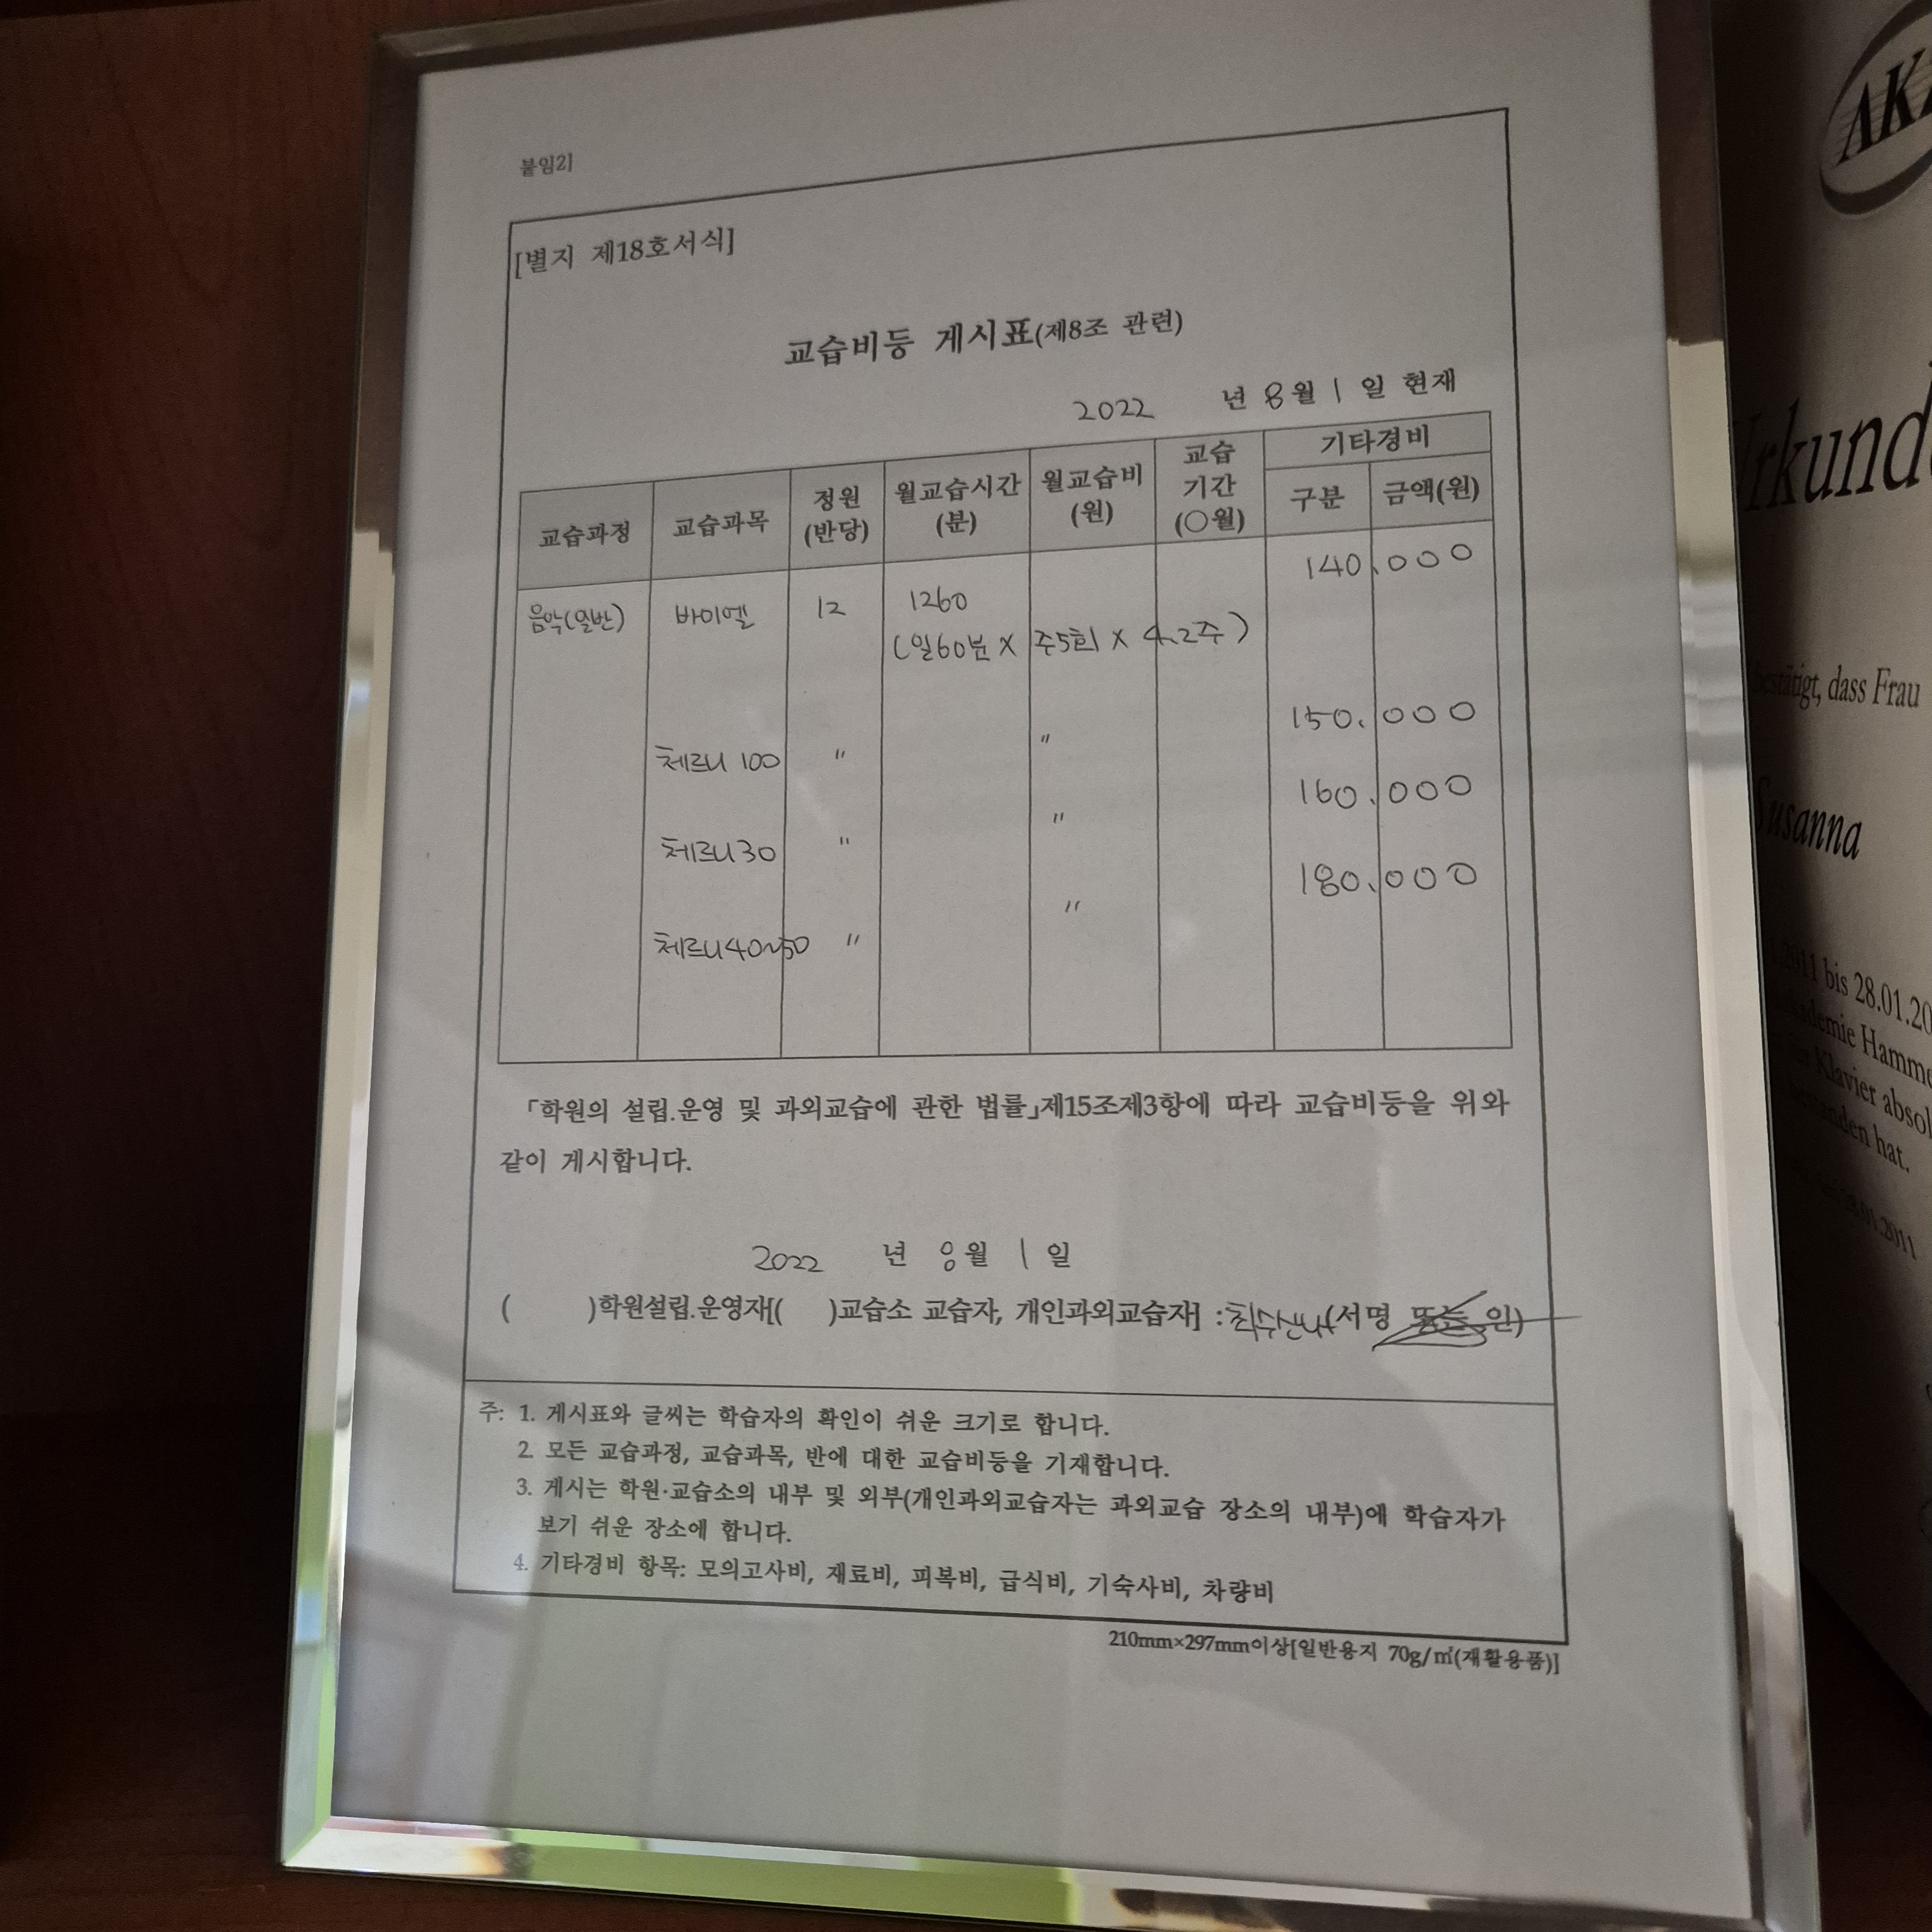 붙임2]
[별지 제18호서식]
교습비등 게시표(제8조 관련)
2022 년 8월 1 일 현재
교습과정 교습과목 정원 (반당) 월교습시간 (분) 월교습비 (원) 교습 기간 (○월) 기타경비 구분 금액(원)
140,000
음악(일반) 바이엘 12 1260
(일60분 × 주5회 × 4.2주)
150,000
체르니 100 〃 〃
160,000
체르니30 〃 〃
180,000
체르니40~50 〃 〃
「학원의 설립.운영 및 과외교습에 관한 법률」제15조제3항에 따라 교습비등을 위와
같이 게시합니다.
2022 년 8월 1 일
( )학원설립.운영자[( )교습소 교습자, 개인과외교습자] : 최수산나(서명 또는 인)
주: 1. 게시표와 글씨는 학습자의 확인이 쉬운 크기로 합니다.
2. 모든 교습과정, 교습과목, 반에 대한 교습비등을 기재합니다.
3. 게시는 학원·교습소의 내부 및 외부(개인과외교습자는 과외교습 장소의 내부)에 학습자가
보기 쉬운 장소에 합니다.
4. 기타경비 항목: 모의고사비, 재료비, 피복비, 급식비, 기숙사비, 차량비
210mm×297mm이상[일반용지 70g/㎡(재활용품)]
dass Frau
Susanna
bis 28.01.20
Klavier
hat.